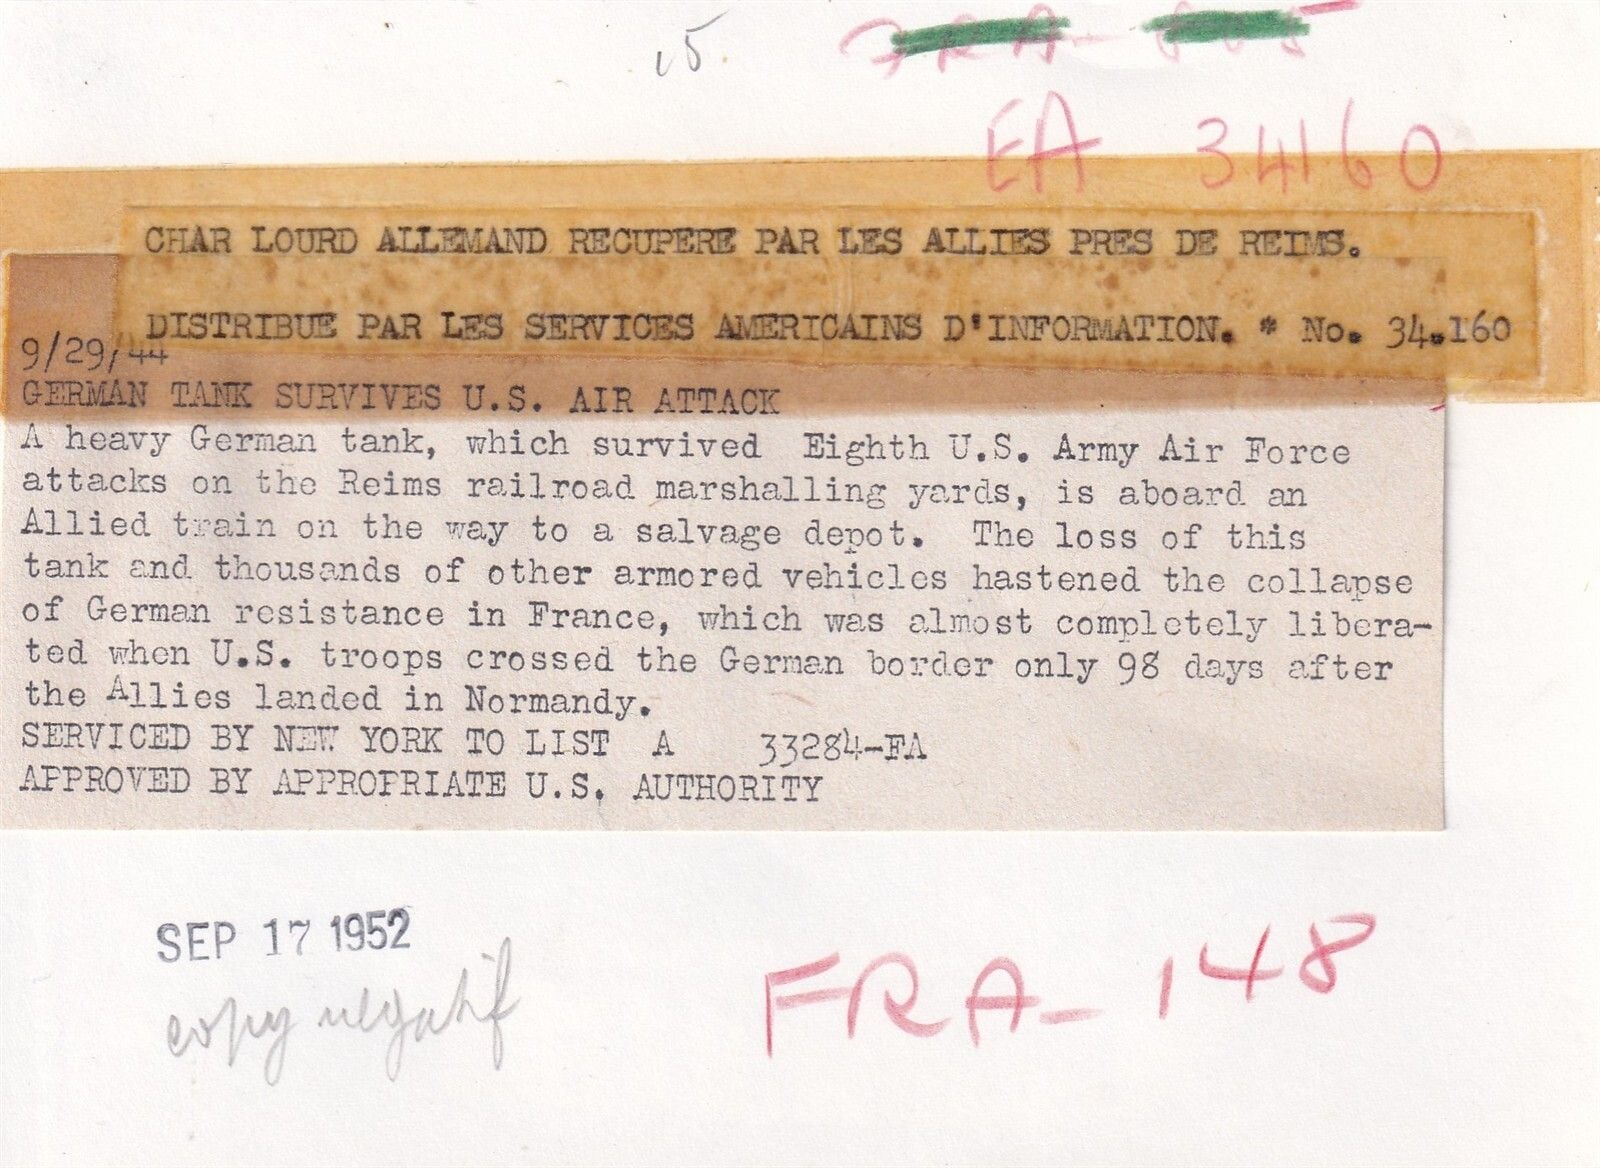 15.
EA 34160
CHAR LOURD ALLEMAND RECUPERE PAR LES ALLIES PRES DE REIMS.
DISTRIBUE PAR LES SERVICES AMERICAINS D'INFORMATION. * No. 34.160
9/29/44
GERMAN TANK SURVIVES U.S. AIR ATTACK
A heavy German tank, which survived Eighth U.S. Army Air Force
attacks on the Reims railroad marshalling yards, is aboard an
Allied train on the way to a salvage depot. The loss of this
tank and thousands of other armored vehicles hastened the collapse
of German resistance in France, which was almost completely libera-
ted when U.S. troops crossed the German border only 98 days after
the Allies landed in Normandy.
SERVICED BY NEW YORK TO LIST A 33284-FA
APPROVED BY APPROPRIATE U.S. AUTHORITY
SEP 17 1952
copy negatif
FRA-148